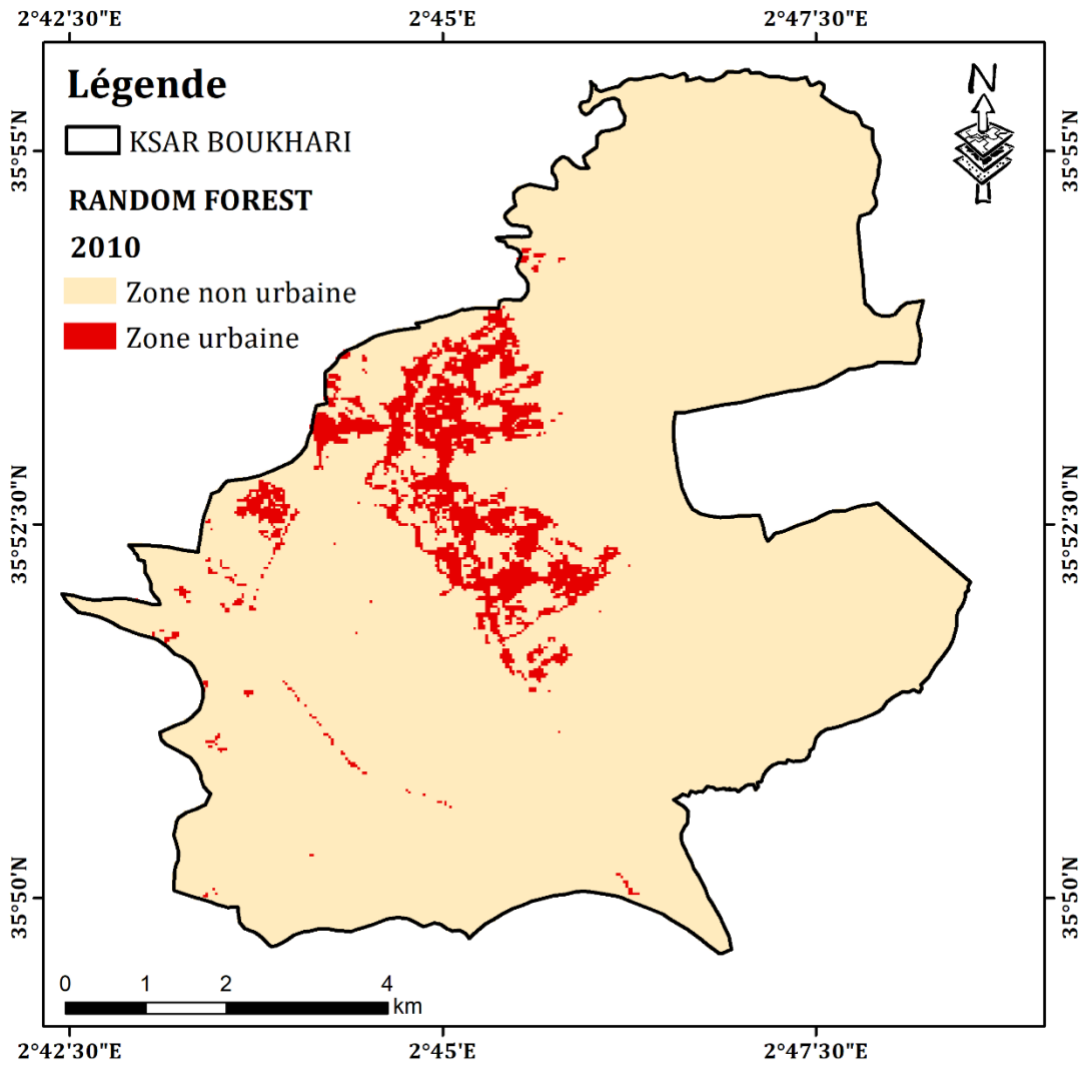 2°42'30"E 2°45'E 2°47'30"E
Légende
N
KSAR BOUKHARI
RANDOM FOREST
2010
Zone non urbaine
Zone urbaine
35°55'N
35°55'N
35°52'30"N
35°52'30"N
35°50'N
35°50'N
0 1 2 4
km
2°42'30"E 2°45'E 2°47'30"E